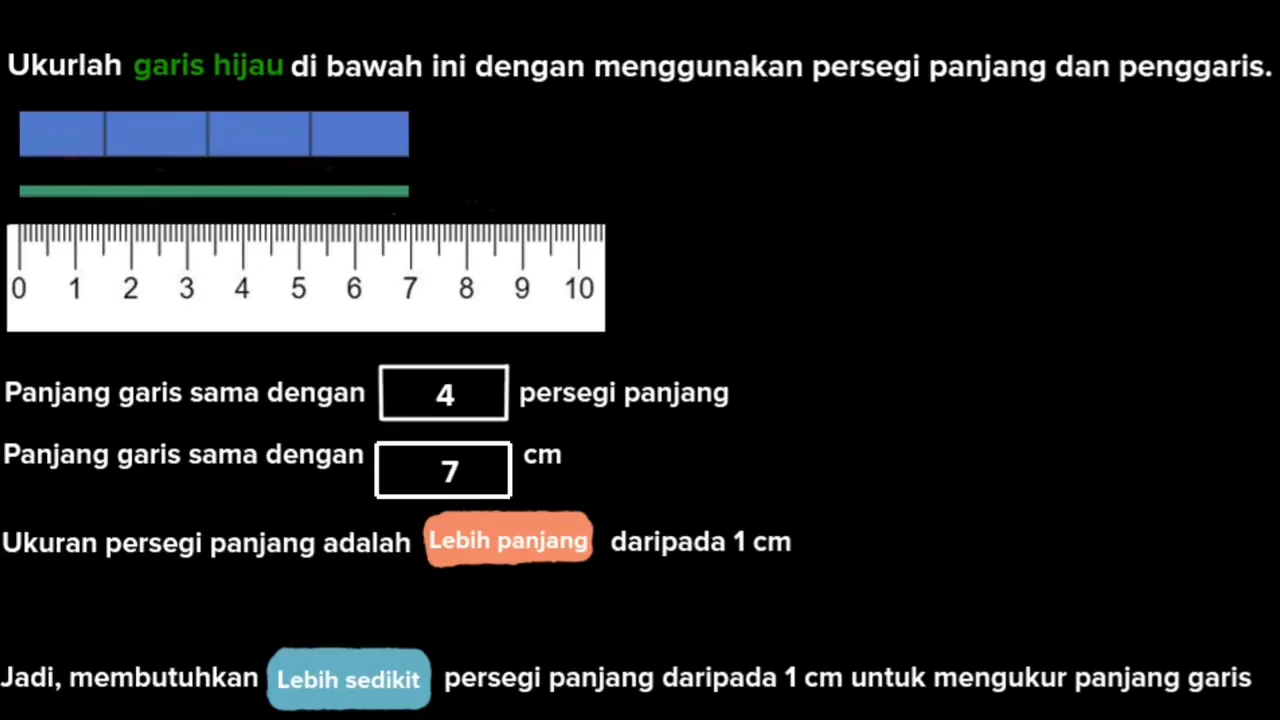 Ukurlah garis hijau di bawah ini dengan menggunakan persegi panjang dan penggaris.
0 1 2 3 4 5 6 7 8 9 10
Panjang garis sama dengan 4 persegi panjang
Panjang garis sama dengan 7 cm
Ukuran persegi panjang adalah Lebih panjang daripada 1 cm
Jadi, membutuhkan Lebih sedikit persegi panjang daripada 1 cm untuk mengukur panjang garis